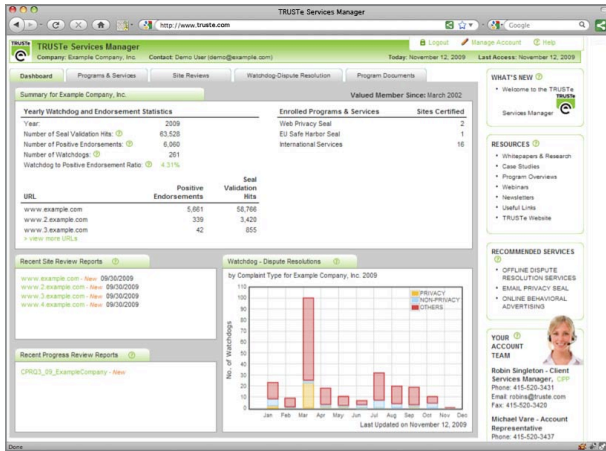 TRUSTe Services Manager
http://www.truste.com
Google
TRUSTe
TRUSTe Services Manager
Logout Manage Account Help
Company: Example Company, Inc. Contact: Demo User (demo@example.com) Today: November 12, 2009 Last Access: November 12, 2009
Dashboard Programs & Services Site Reviews Watchdog-Dispute Resolution Program Documents
Summary for Example Company, Inc. Valued Member Since: March 2002
Yearly Watchdog and Endorsement Statistics
Year: 2009
Number of Seal Validation Hits: 63,528
Number of Positive Endorsements: 6,060
Number of Watchdogs: 261
Watchdog to Positive Endorsement Ratio: 4.31%
Enrolled Programs & Services Sites Certified
Web Privacy Seal 2
EU Safe Harbor Seal 1
International Services 16
URL Positive Endorsements Seal Validation Hits
www.example.com 5,661 58,766
www.2.example.com 339 3,420
www.3.example.com 42 855
> view more URLs
Recent Site Review Reports
www.example.com - New 09/30/2009
www.2.example.com - New 09/30/2009
www.3.example.com - New 09/30/2009
www.4.example.com - New 09/30/2009
Recent Progress Review Reports
CPRQ3_09_ExampleCompany - New
Watchdog - Dispute Resolutions
by Complaint Type for Example Company, Inc. 2009
PRIVACY
NON-PRIVACY
OTHERS
No. of Watchdogs
110
100
90
80
70
60
50
40
30
20
10
0
Jan Feb Mar Apr May Jun Jul Aug Sep Oct Nov Dec
Last Updated on November 12, 2009
WHAT'S NEW
Welcome to the TRUSTe
Services Manager
TRUSTe
RESOURCES
Whitepapers & Research
Case Studies
Program Overviews
Webinars
Newsletters
Useful Links
TRUSTe Website
RECOMMENDED SERVICES
OFFLINE DISPUTE
RESOLUTION SERVICES
EMAIL PRIVACY SEAL
ONLINE BEHAVIORAL
ADVERTISING
YOUR
ACCOUNT
TEAM
Robin Singleton - Client
Services Manager, CPP
Phone: 415-520-3431
Email: robins@truste.com
Fax: 415-520-3420
Michael Vare - Account
Representative
Phone: 415-520-3437
Done